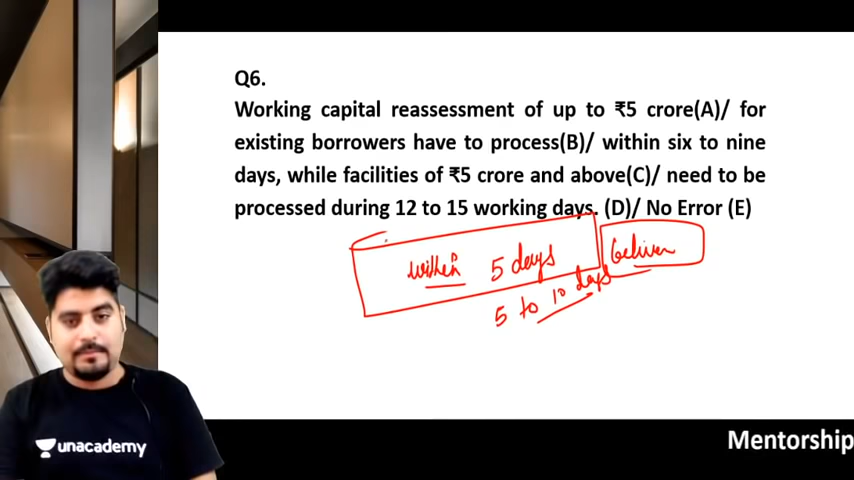 Q6.
Working capital reassessment of up to ₹5 crore(A)/ for
existing borrowers have to process(B)/ within six to nine
days, while facilities of ₹5 crore and above(C)/ need to be
processed during 12 to 15 working days. (D)/ No Error (E)
within 5 days deliver
5 to 10 days
unacademy
Mentorship